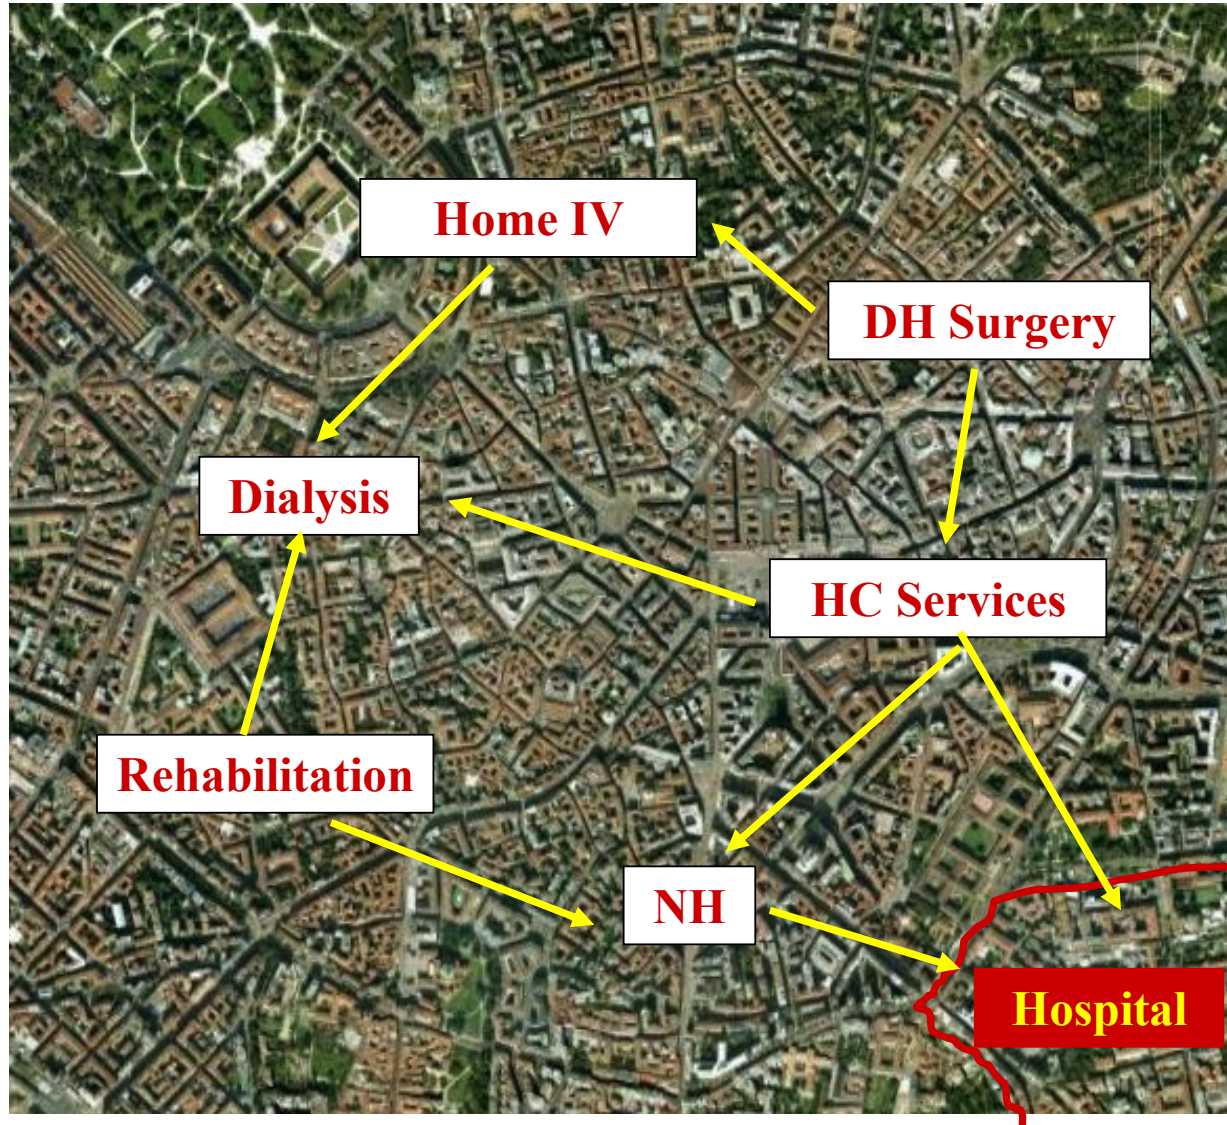 Home IV
DH Surgery
Dialysis
HC Services
Rehabilitation
NH
Hospital